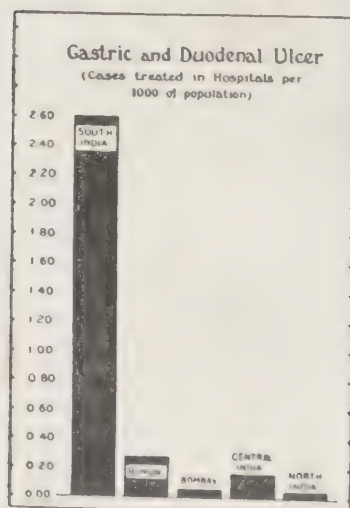 Gastric and Duodenal Ulcer
(Cases treated in Hospitals per
1000 of population)
2.60
2.40
2.20
2.00
1.80
1.60
1.40
1.20
1.00
0.80
0.60
0.40
0.20
0.00
SOUTH
INDIA
BOMBAY
CENTRAL
INDIA
NORTH
INDIA